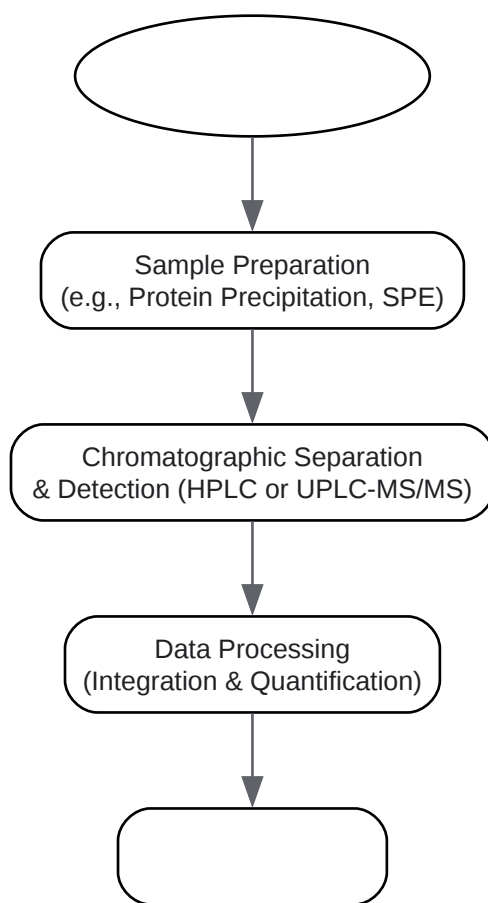 Sample Preparation
(e.g., Protein Precipitation, SPE)
Chromatographic Separation
& Detection (HPLC or UPLC-MS/MS)
Data Processing
(Integration & Quantification)